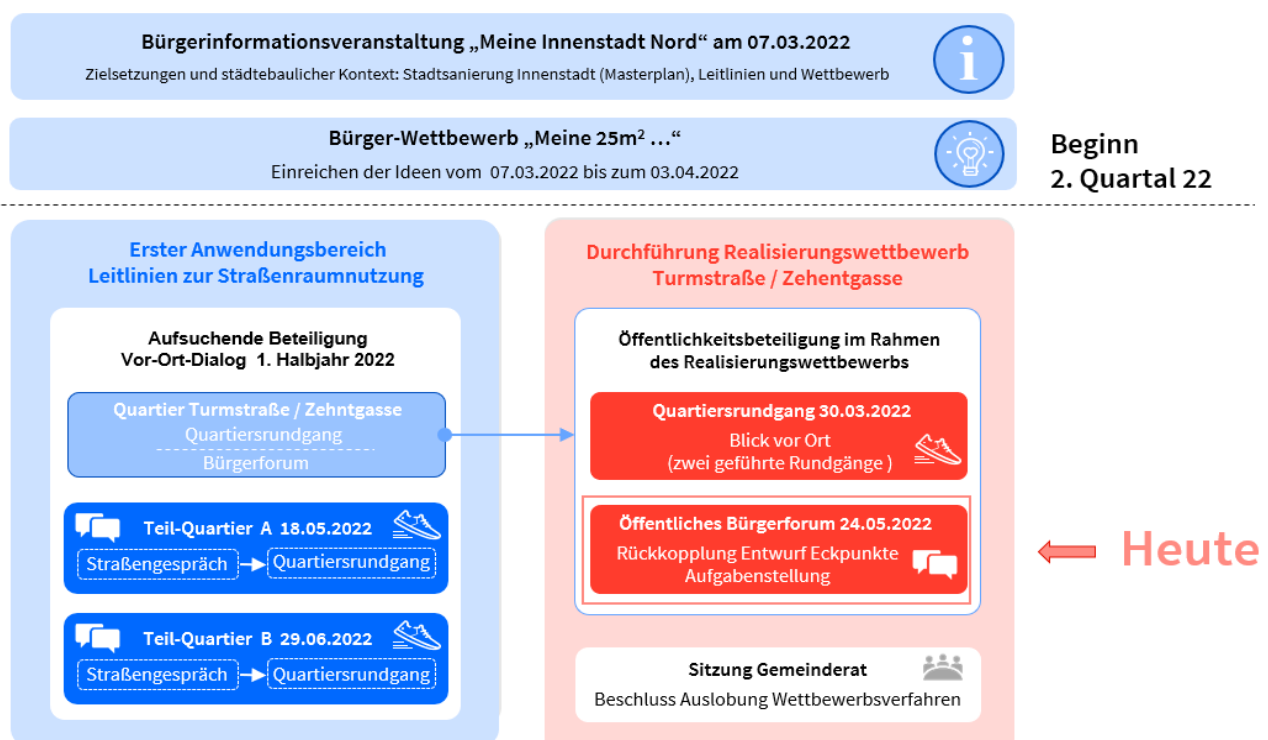 Bürgerinformationsveranstaltung „Meine Innenstadt Nord“ am 07.03.2022
Zielsetzungen und städtebaulicher Kontext: Stadtsanierung Innenstadt (Masterplan), Leitlinien und Wettbewerb
i
Bürger-Wettbewerb „Meine 25m² …“
Einreichen der Ideen vom 07.03.2022 bis zum 03.04.2022
Beginn
2. Quartal 22
Erster Anwendungsbereich
Leitlinien zur Straßenraumnutzung
Aufsuchende Beteiligung
Vor-Ort-Dialog 1. Halbjahr 2022
Quartier Turmstraße / Zehntgasse
Quartiersrundgang
Bürgerforum
Teil-Quartier A 18.05.2022
Straßengespräch
Quartiersrundgang
Teil-Quartier B 29.06.2022
Straßengespräch
Quartiersrundgang
Durchführung Realisierungswettbewerb
Turmstraße / Zehentgasse
Öffentlichkeitsbeteiligung im Rahmen
des Realisierungswettbewerbs
Quartiersrundgang 30.03.2022
Blick vor Ort
(zwei geführte Rundgänge )
Öffentliches Bürgerforum 24.05.2022
Rückkopplung Entwurf Eckpunkte
Aufgabenstellung
Heute
Sitzung Gemeinderat
Beschluss Auslobung Wettbewerbsverfahren